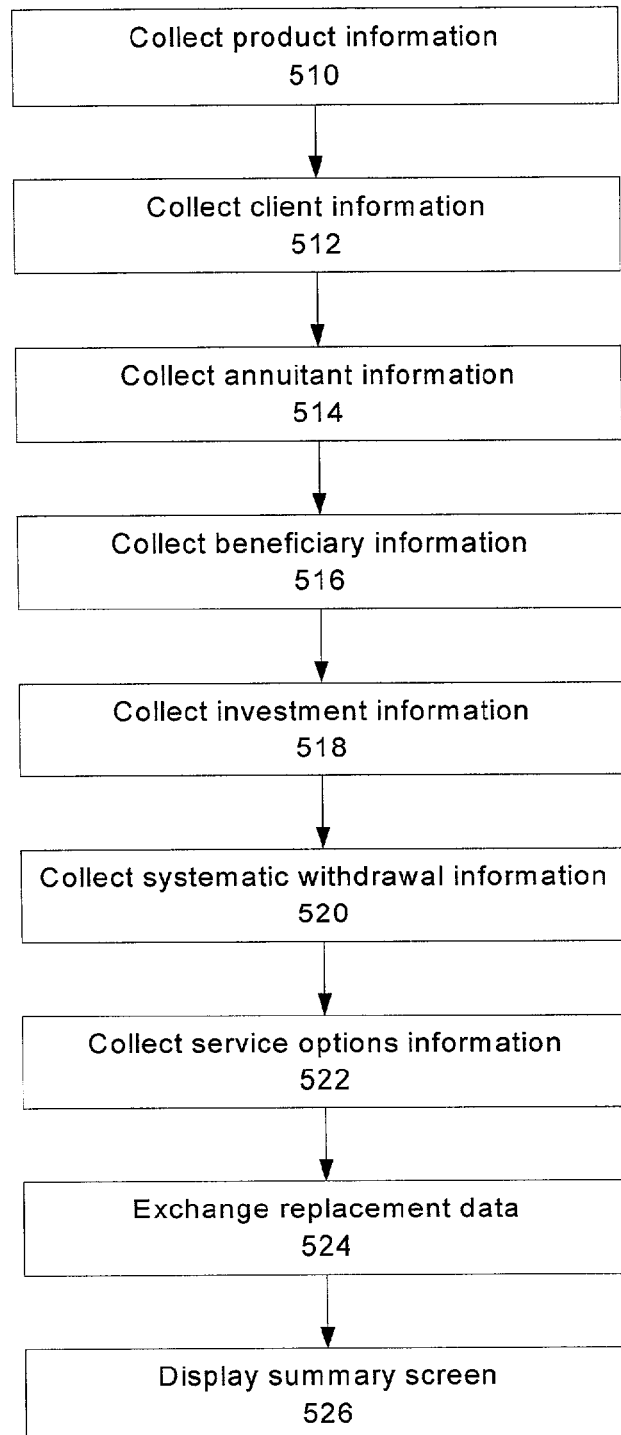 Collect product information
510
Collect client information
512
Collect annuitant information
514
Collect beneficiary information
516
Collect investment information
518
Collect systematic withdrawal information
520
Collect service options information
522
Exchange replacement data
524
Display summary screen
526